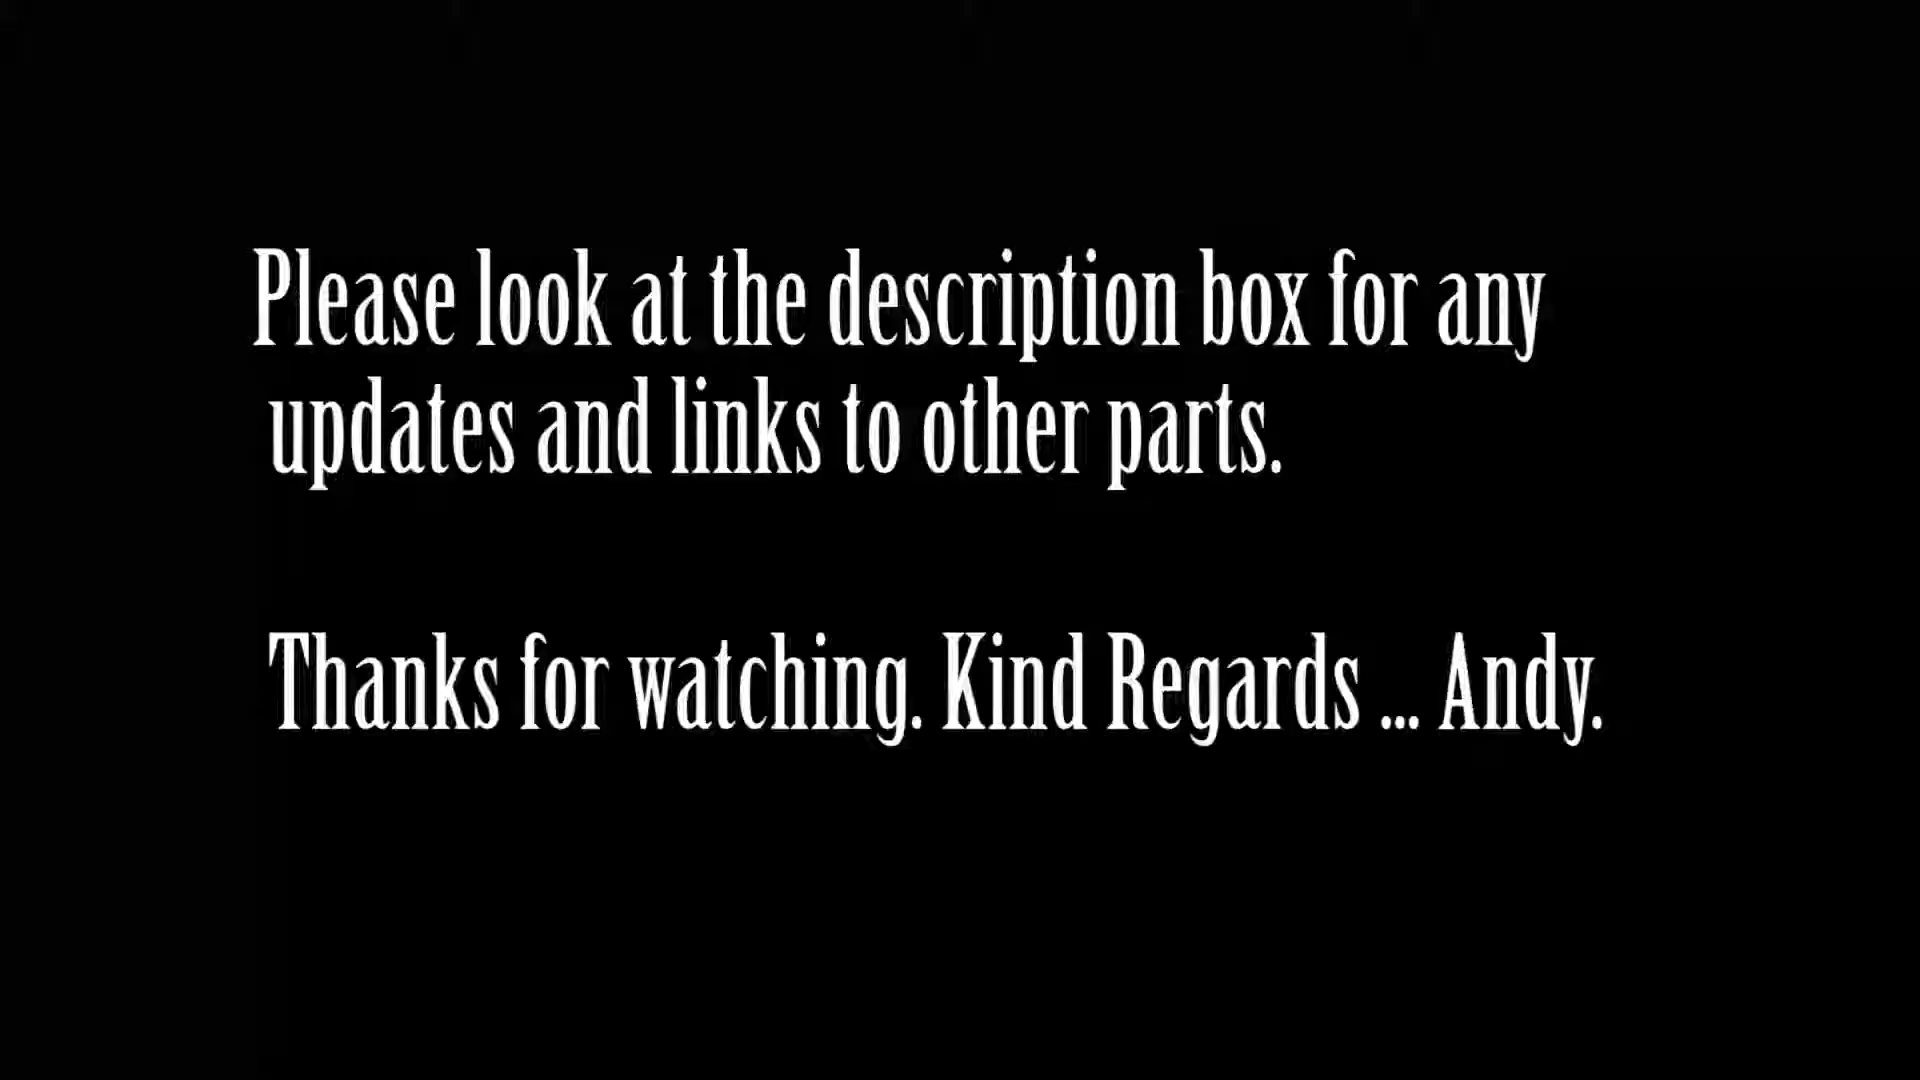 Please look at the description box for any
updates and links to other parts.
Thanks for watching. Kind Regards ... Andy.